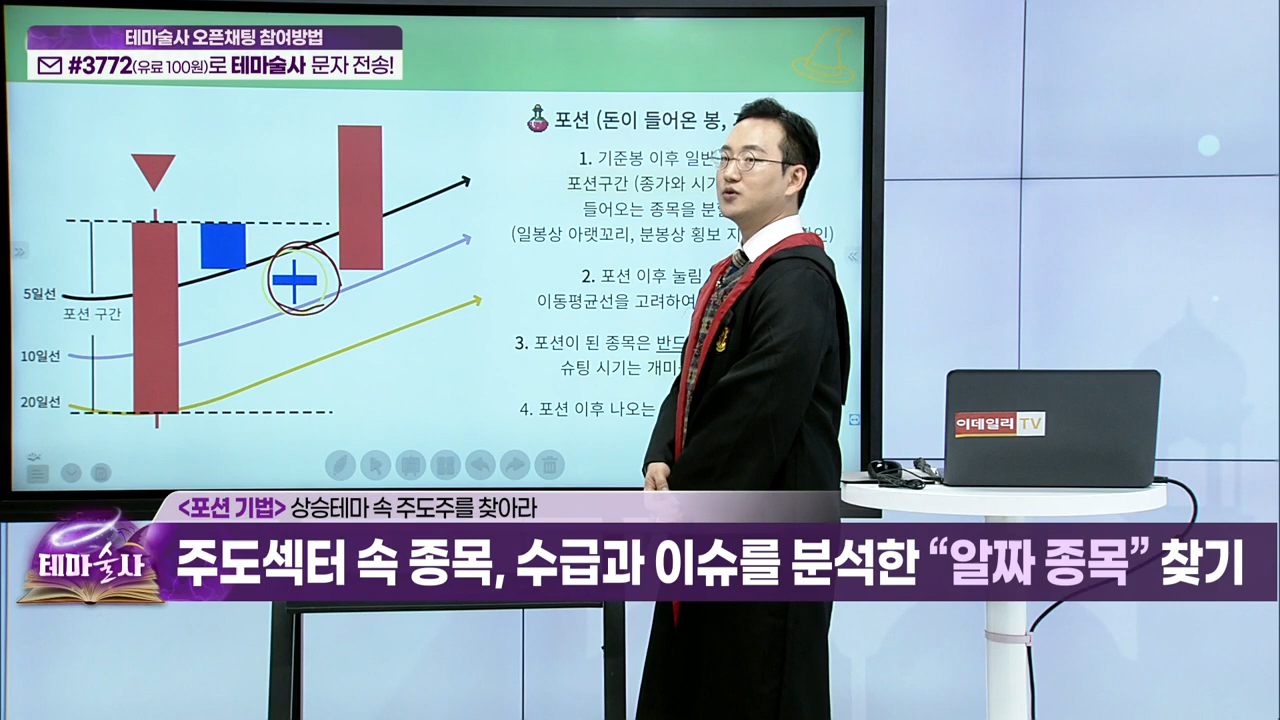 테마술사 오픈채팅 참여방법
#3772(유료 100원)로 테마술사 문자 전송!
포션 (돈이 들어온 봉,
1. 기준봉 이후 일반
포션구간 (종가와 시가
들어오는 종목을 분할
(일봉상 아랫꼬리, 분봉상 횡보 지
2. 포션 이후 눌림
이동평균선을 고려하여
3. 포션이 된 종목은 반드
슈팅 시기는 개미
4. 포션 이후 나오는
5일선
포션 구간
10일선
20일선
이데일리 TV
<포션 기법> 상승테마 속 주도주를 찾아라
테마술사
주도섹터 속 종목, 수급과 이슈를 분석한 “알짜 종목” 찾기